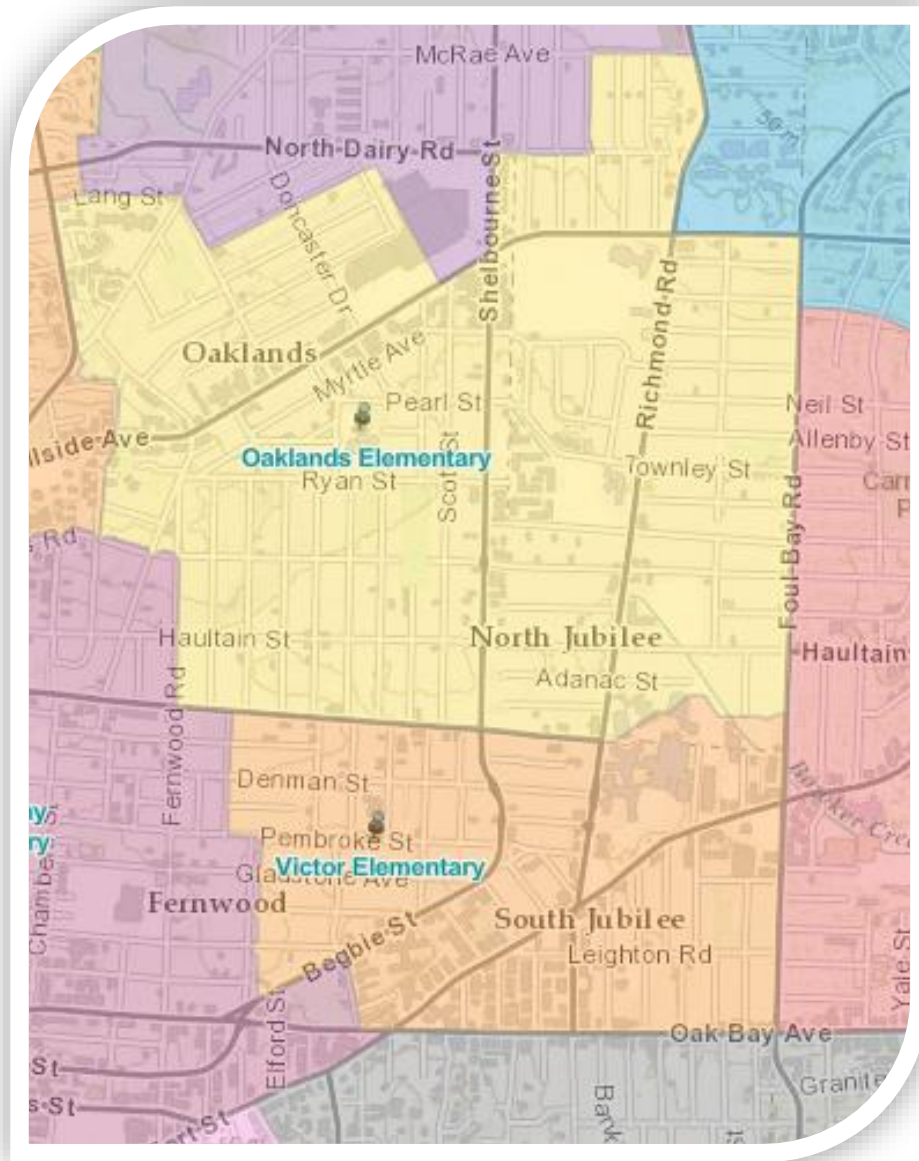 McRae Ave
North Dairy Rd
Lang St
Doncaster Dr
Shelbourne St
Richmond Rd
Oaklands
Myrtle Ave
Pearl St
Neil St
Allenby St
Oaklands Elementary
Ryan St
Scott St
Townley St
Foul Bay Rd
Rd
Haultain St
North Jubilee
Haultain
Adanac St
Fernwood Rd
Denman St
Pembroke St
Victor Elementary
Gladstone Ave
Fernwood
Begbie St
South Jubilee
Leighton Rd
Yale St
Elford St
Oak Bay Ave
St
Granite
St